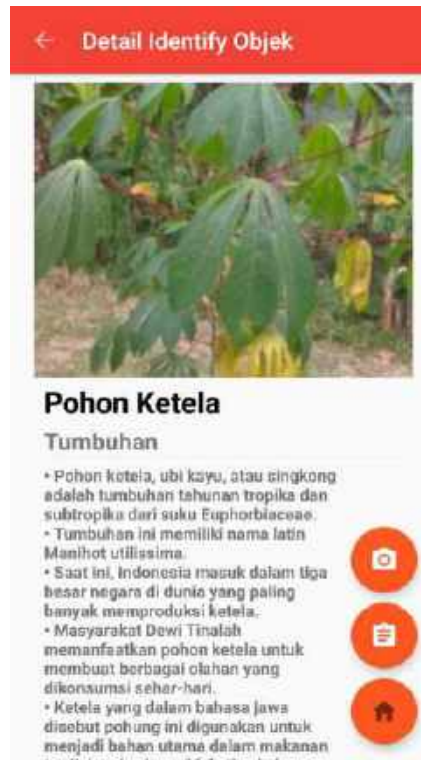 Detail Identify Objek
Pohon Ketela
Tumbuhan
• Pohon ketela, ubi kayu, atau singkong
adalah tumbuhan tahunan tropika dan
subtropika dari suku Euphorbiaceae.
• Tumbuhan ini memiliki nama latin
Manihot utilissima.
• Saat ini, Indonesia masuk dalam tiga
besar negara di dunia yang paling
banyak memproduksi ketela.
• Masyarakat Dewi Tinalah
memanfaatkan pohon ketela untuk
membuat berbagai olahan yang
dikonsumsi sehar-hari.
• Ketela yang dalam bahasa jawa
disebut pohung ini digunakan untuk
menjadi bahan utama dalam makanan